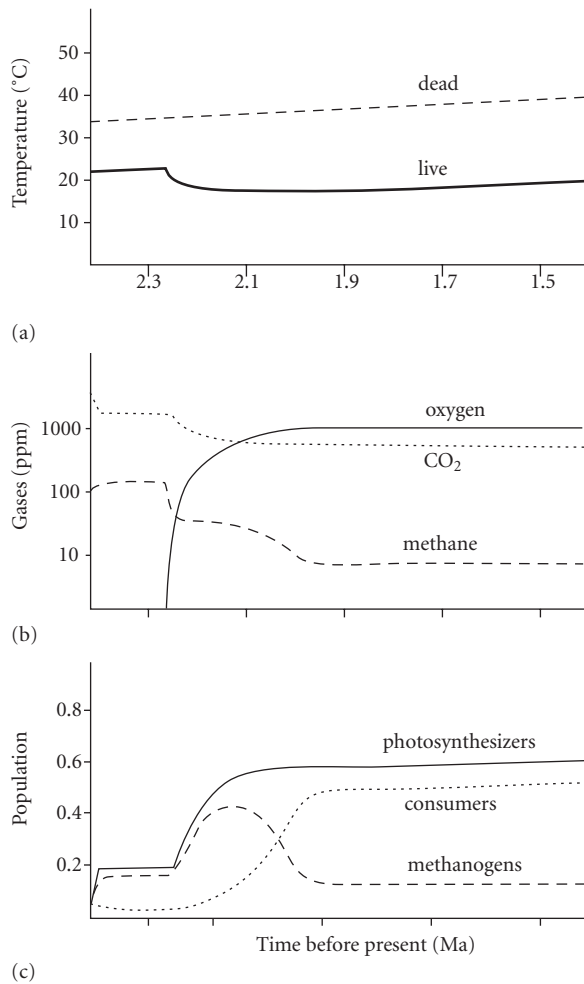 Temperature (°C)
50
40
30
20
10
dead
live
2.3 2.1 1.9 1.7 1.5
(a)
Gases (ppm)
1000
100
10
oxygen
CO₂
methane
(b)
Population
0.8
0.6
0.4
0.2
photosynthesizers
consumers
methanogens
Time before present (Ma)
(c)